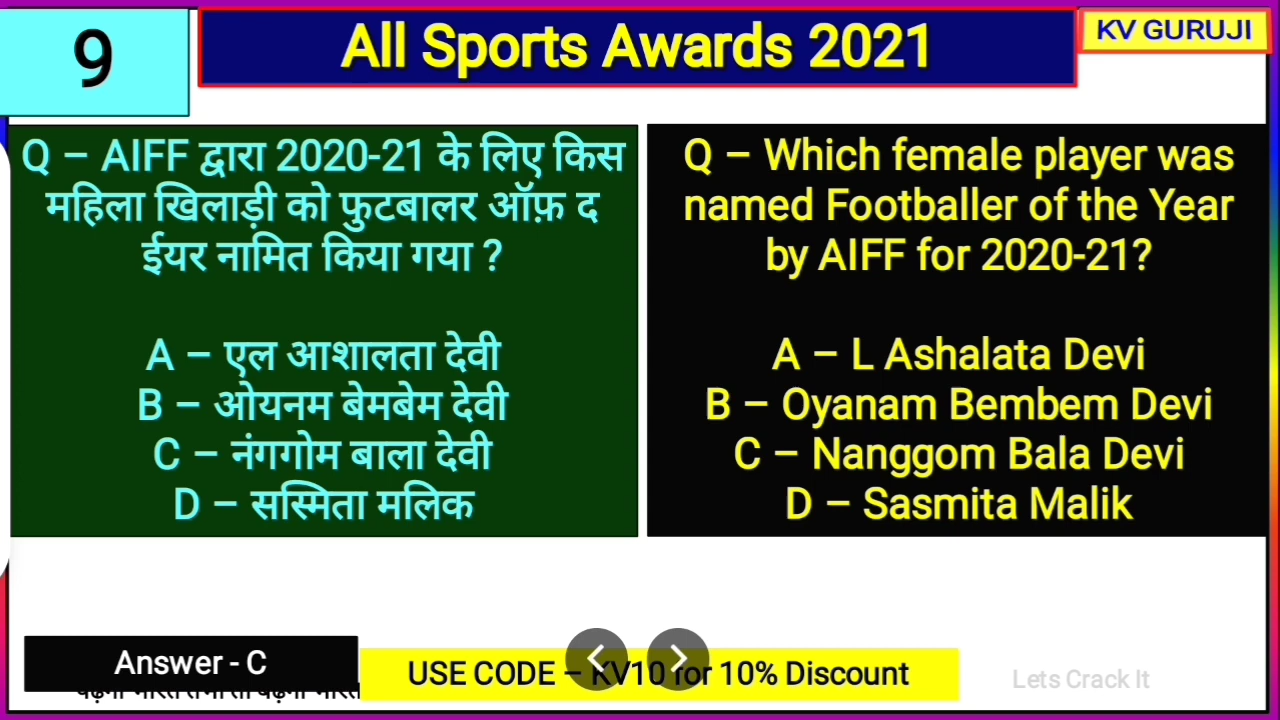 9
All Sports Awards 2021
KV GURUJI
Q – AIFF द्वारा 2020-21 के लिए किस
महिला खिलाड़ी को फुटबालर ऑफ़ द
ईयर नामित किया गया ?
A – एल आशालता देवी
B – ओयनम बेमबेम देवी
C – नंगगोम बाला देवी
D – सस्मिता मलिक
Q – Which female player was
named Footballer of the Year
by AIFF for 2020-21?
A – L Ashalata Devi
B – Oyanam Bembem Devi
C – Nanggom Bala Devi
D – Sasmita Malik
Answer - C
USE CODE – KV10 for 10% Discount
Lets Crack It